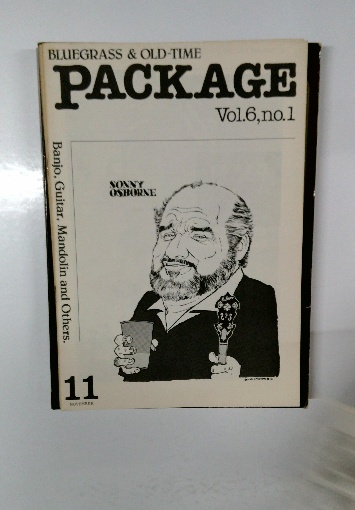 BLUEGRASS & OLD-TIME
PACKAGE
Vol.6,no.1
Banjo, Guitar, Mandolin and Others.
SONNY
OSBORNE
11